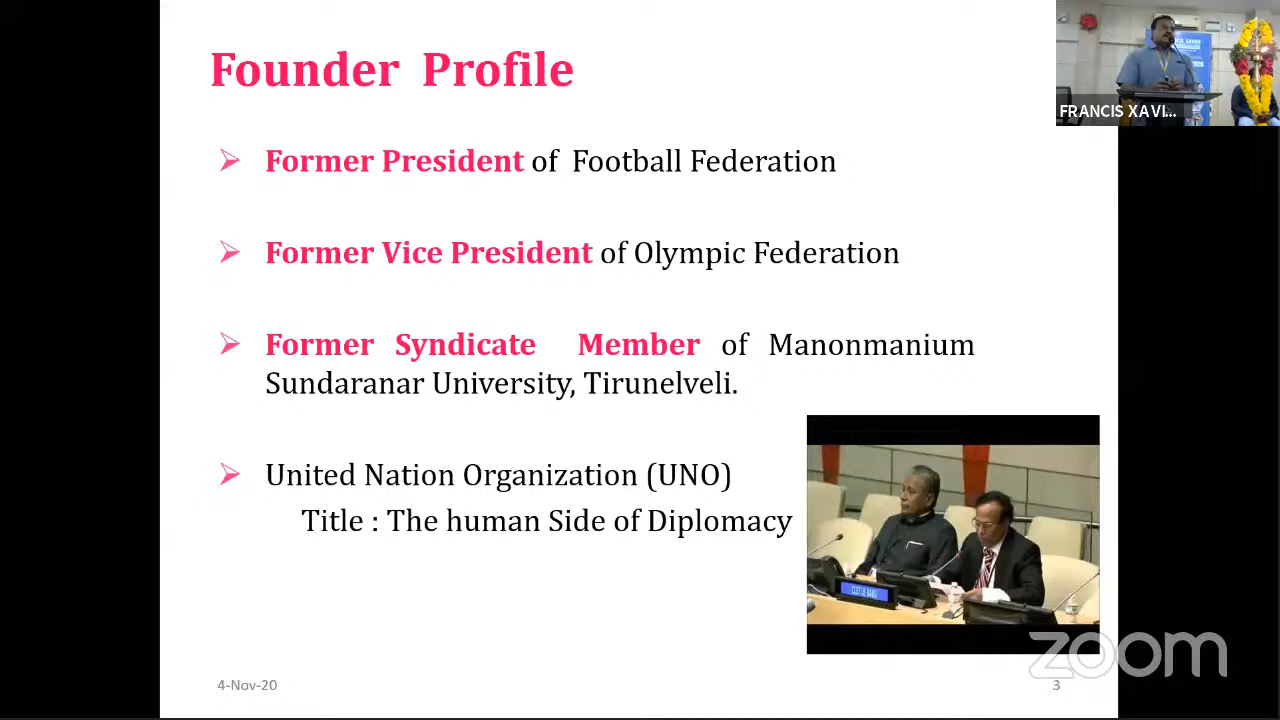 Founder Profile
FRANCIS XAVI...
Former President of Football Federation
Former Vice President of Olympic Federation
Former Syndicate Member of Manonmanium
Sundaranar University, Tirunelveli.
United Nation Organization (UNO)
Title : The human Side of Diplomacy
zoom
4-Nov-20
3